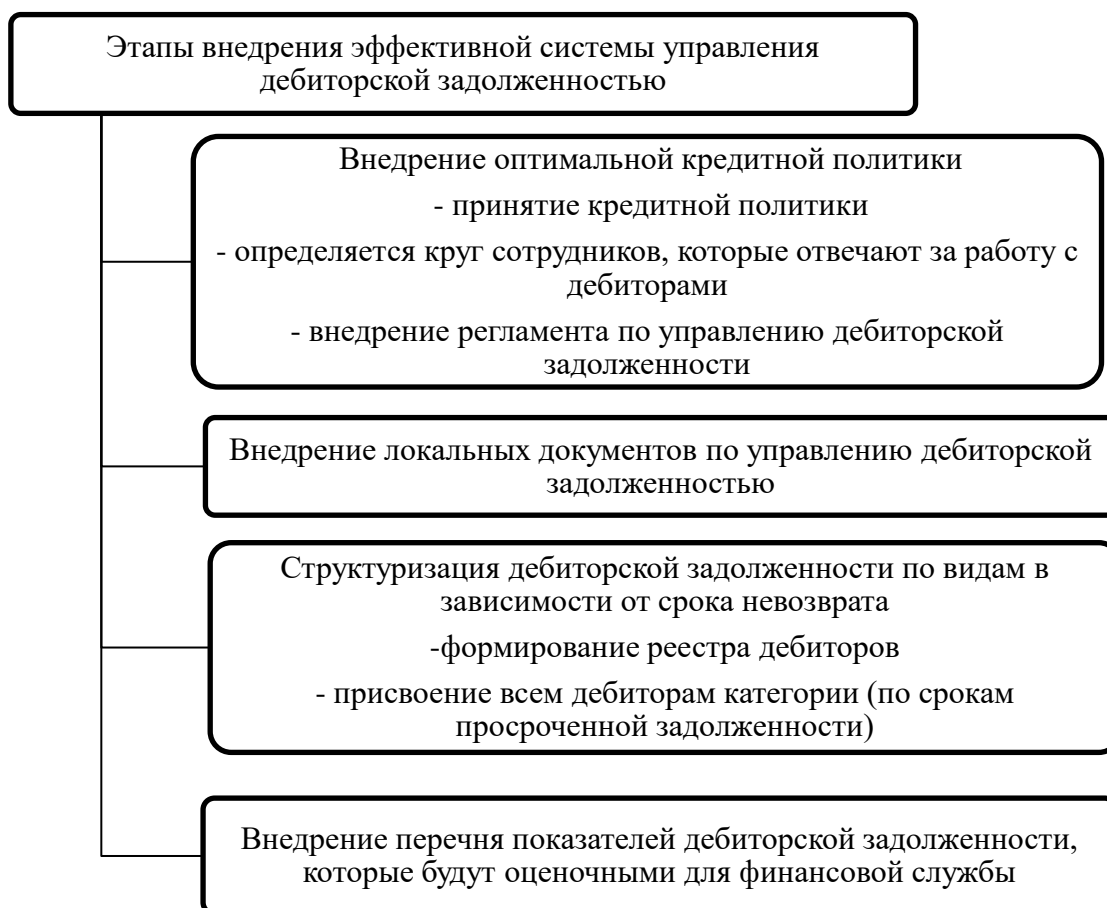 Этапы внедрения эффективной системы управления
дебиторской задолженностью
Внедрение оптимальной кредитной политики
- принятие кредитной политики
- определяется круг сотрудников, которые отвечают за работу с
дебиторами
- внедрение регламента по управлению дебиторской
задолженности
Внедрение локальных документов по управлению дебиторской
задолженностью
Структуризация дебиторской задолженности по видам в
зависимости от срока невозврата
-формирование реестра дебиторов
- присвоение всем дебиторам категории (по срокам
просроченной задолженности)
Внедрение перечня показателей дебиторской задолженности,
которые будут оценочными для финансовой службы